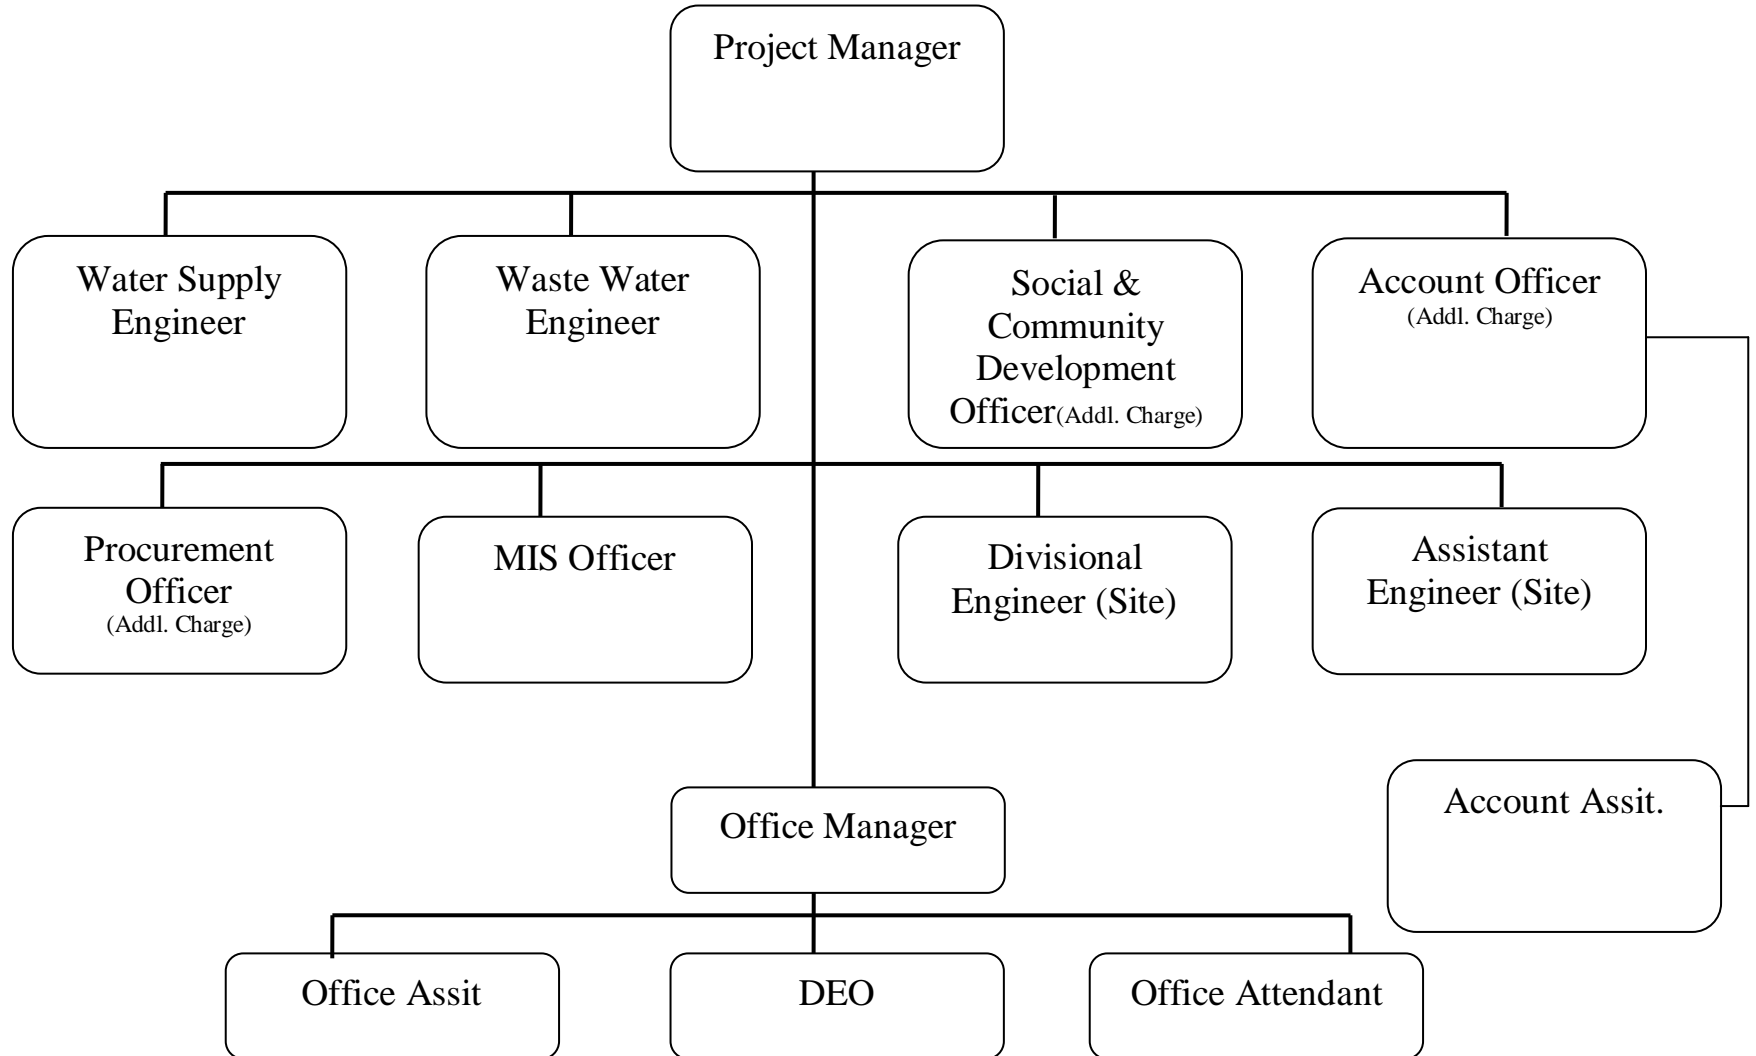 Project Manager
Water Supply
Engineer
Waste Water
Engineer
Social &
Community
Development
Officer(Addl. Charge)
Account Officer
(Addl. Charge)
Procurement
Officer
(Addl. Charge)
MIS Officer
Divisional
Engineer (Site)
Assistant
Engineer (Site)
Office Manager
Account Assit.
Office Assit
DEO
Office Attendant